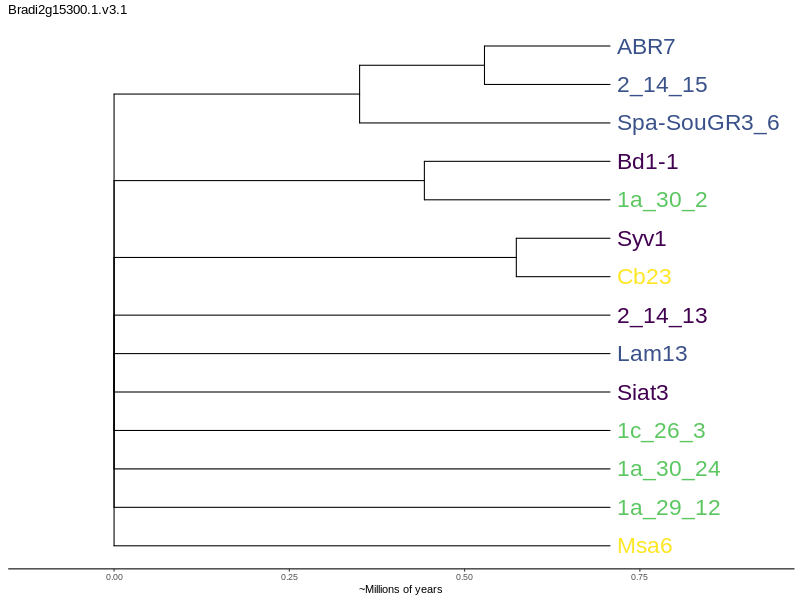 Bradi2g15300.1.v3.1
ABR7
2_14_15
Spa-SouGR3_6
Bd1-1
1a_30_2
Syv1
Cb23
2_14_13
Lam13
Siat3
1c_26_3
1a_30_24
1a_29_12
Msa6
0.00 0.25 0.50 0.75
~Millions of years